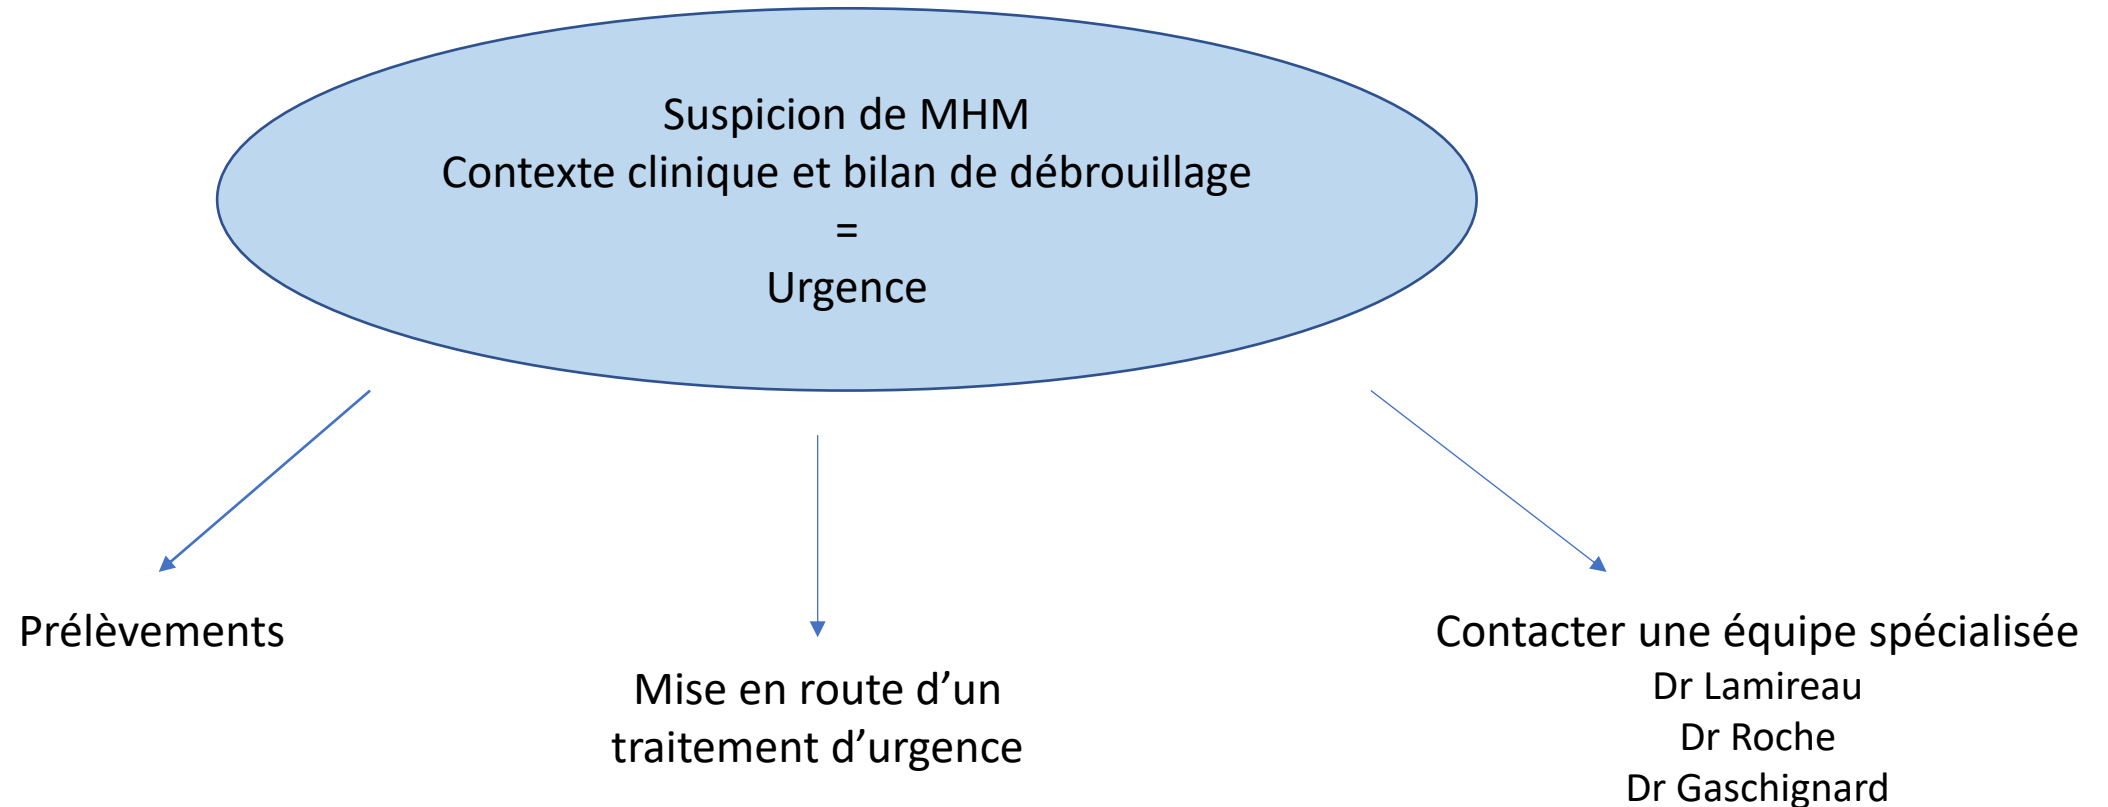 Suspicion de MHM
Contexte clinique et bilan de débrouillage
=
Urgence
Prélèvements
Mise en route d’un
traitement d’urgence
Contacter une équipe spécialisée
Dr Lamireau
Dr Roche
Dr Gaschignard